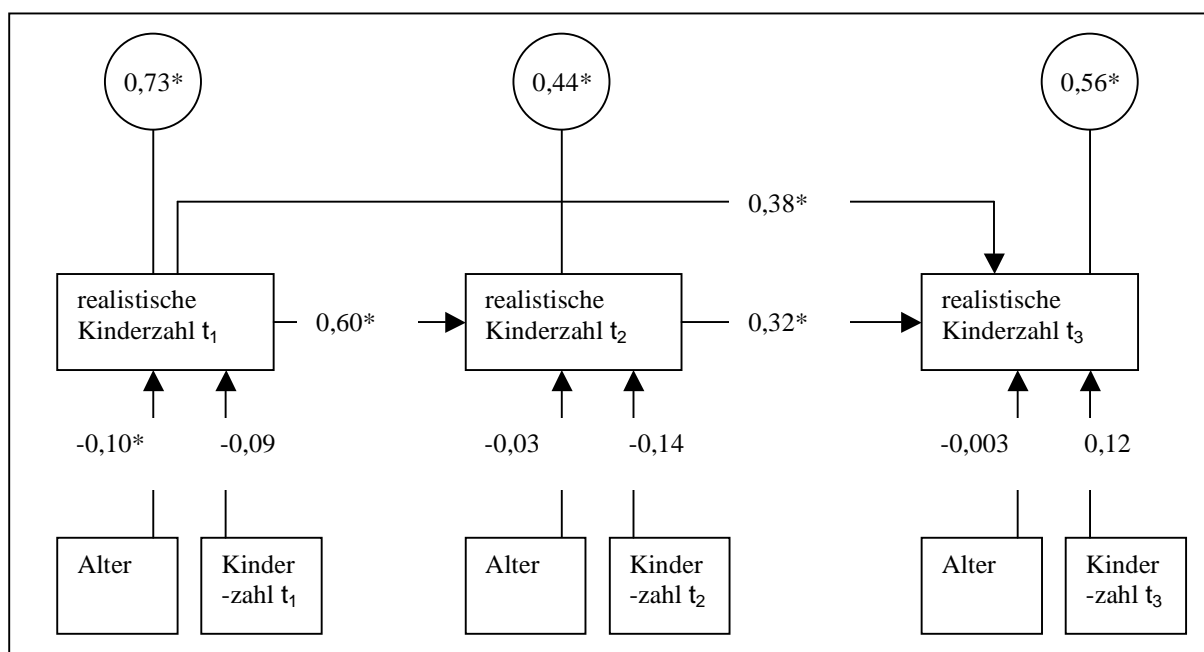 0,73*
0,44*
0,56*
0,38*
realistische
Kinderzahl t₁
0,60*
realistische
Kinderzahl t₂
0,32*
realistische
Kinderzahl t₃
-0,10*
-0,09
-0,03
-0,14
-0,003
0,12
Alter
Kinder
-zahl t₁
Alter
Kinder
-zahl t₂
Alter
Kinder
-zahl t₃